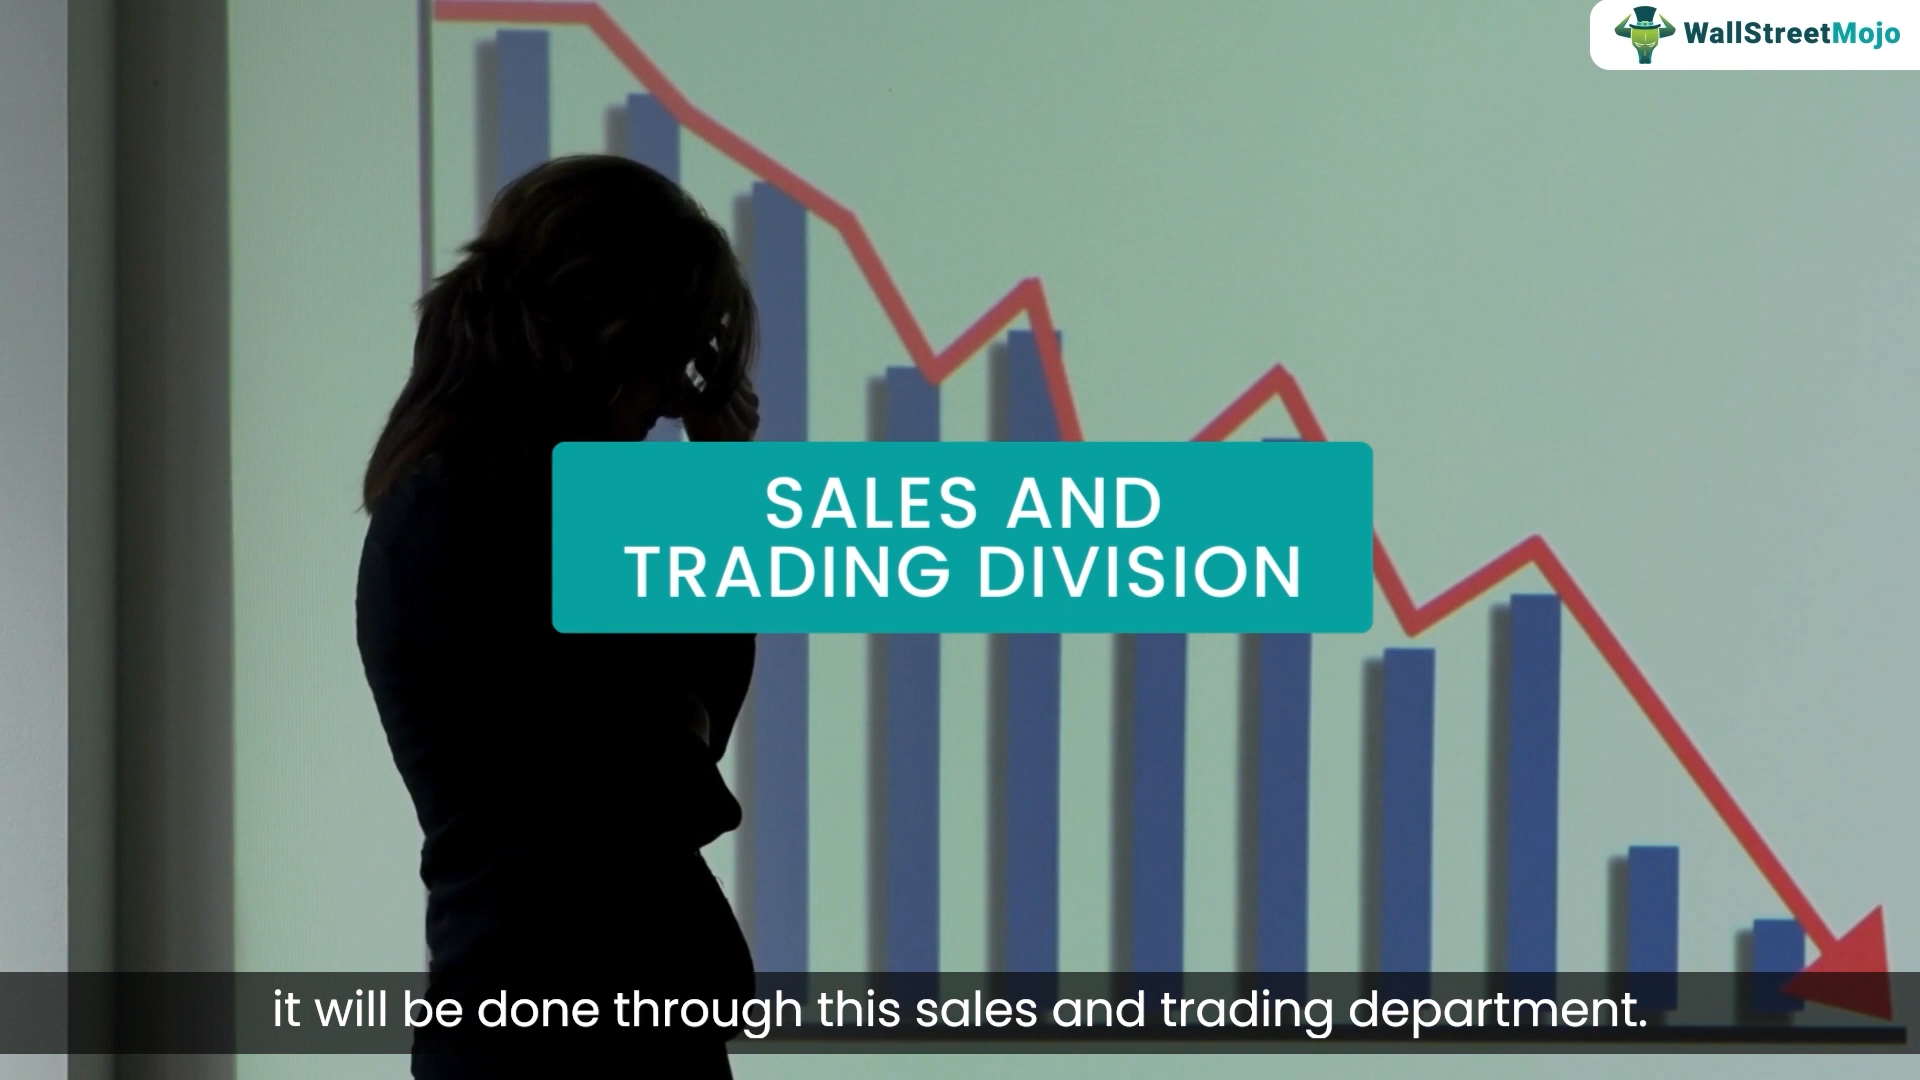 WallStreetMojo
SALES AND
TRADING DIVISION
it will be done through this sales and trading department.